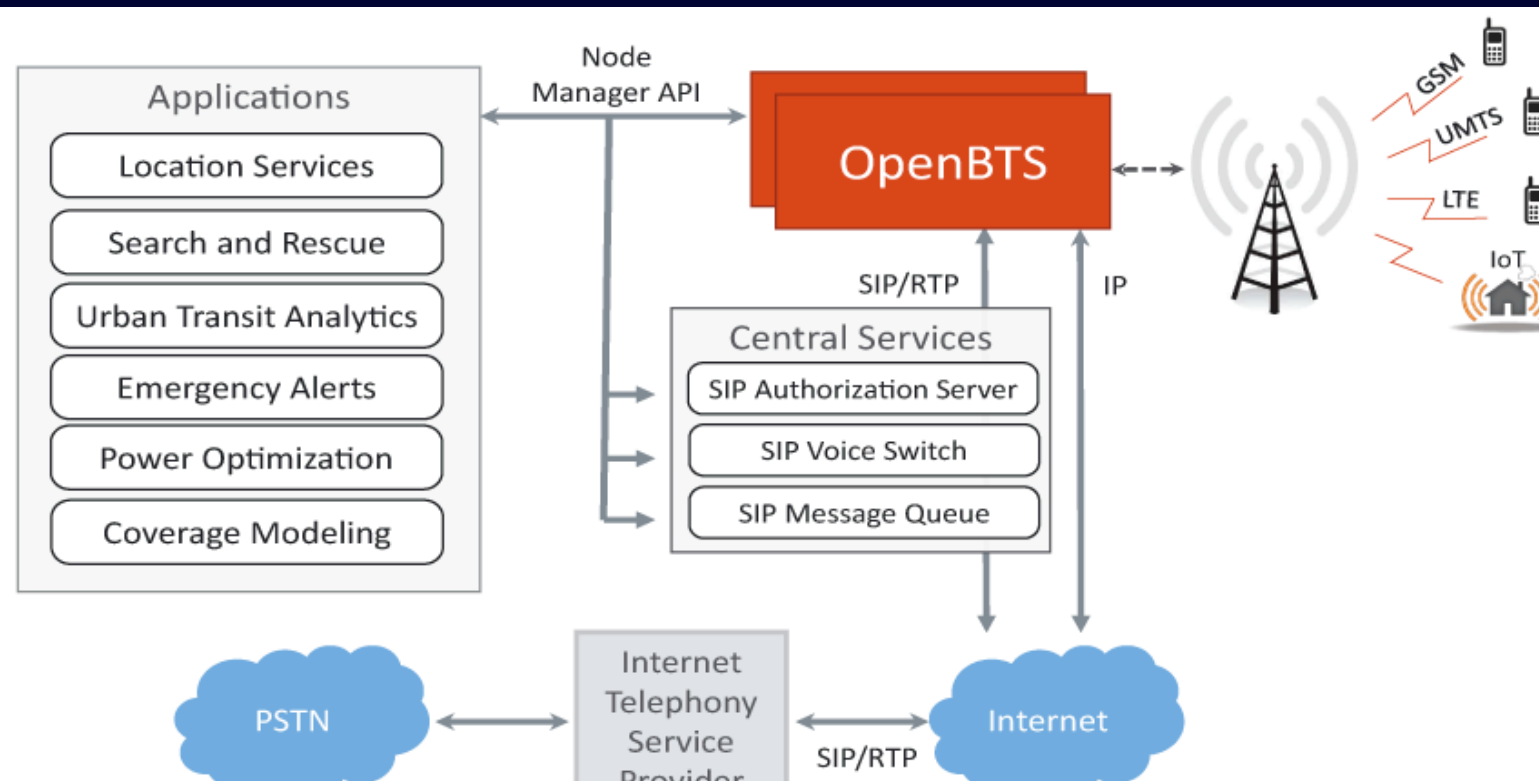 Node
Manager API
Applications
Location Services
Search and Rescue
Urban Transit Analytics
Emergency Alerts
Power Optimization
Coverage Modeling
OpenBTS
GSM
UMTS
LTE
IoT
SIP/RTP
IP
Central Services
SIP Authorization Server
SIP Voice Switch
SIP Message Queue
PSTN
Internet
Telephony
Service
Provider
SIP/RTP
Internet